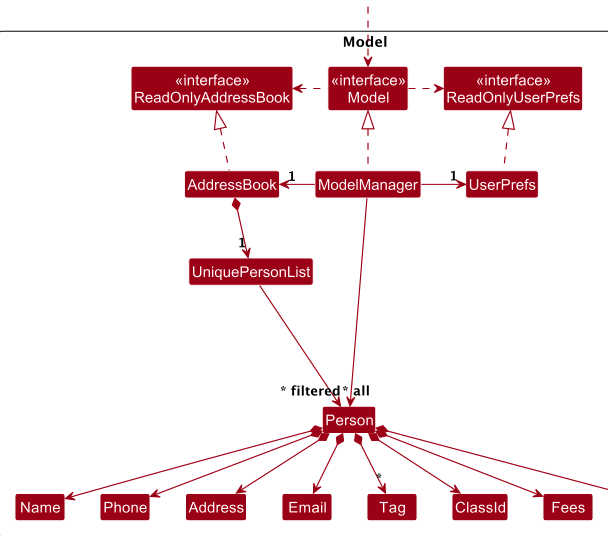 Model
«interface»
ReadOnlyAddressBook
«interface»
Model
«interface»
ReadOnlyUserPrefs
AddressBook
1
ModelManager
1
UserPrefs
1
UniquePersonList
* filtered * all
Person
*
Name
Phone
Address
Email
Tag
ClassId
Fees